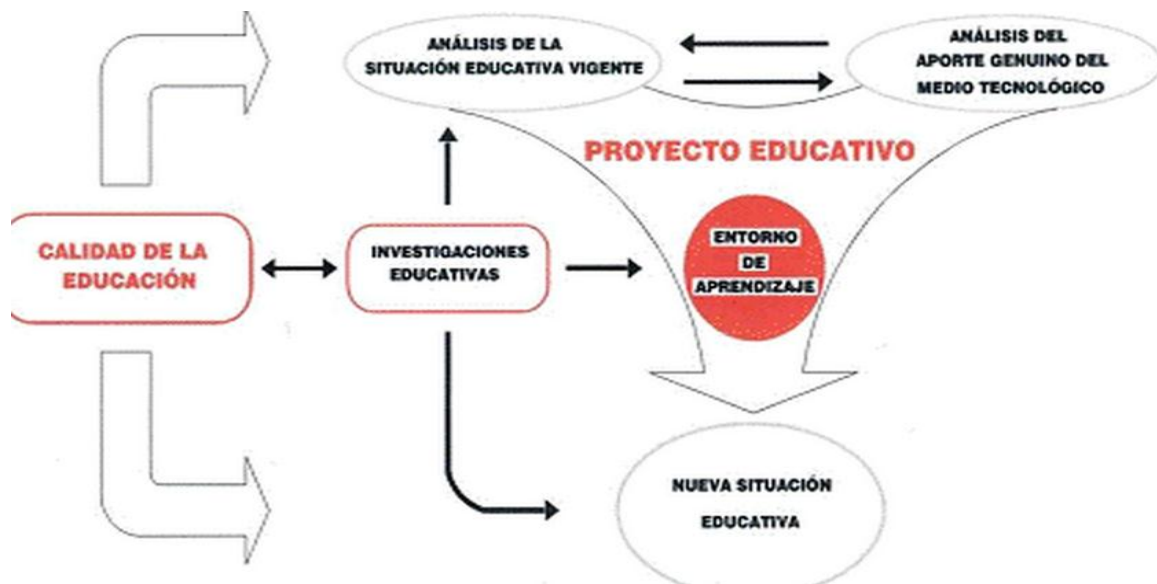 ANÁLISIS DE LA
SITUACIÓN EDUCATIVA VIGENTE
ANÁLISIS DEL
APORTE GENUINO DEL
MEDIO TECNOLÓGICO
PROYECTO EDUCATIVO
CALIDAD DE LA
EDUCACIÓN
INVESTIGACIONES
EDUCATIVAS
ENTORNO
DE
APRENDIZAJE
NUEVA SITUACIÓN
EDUCATIVA